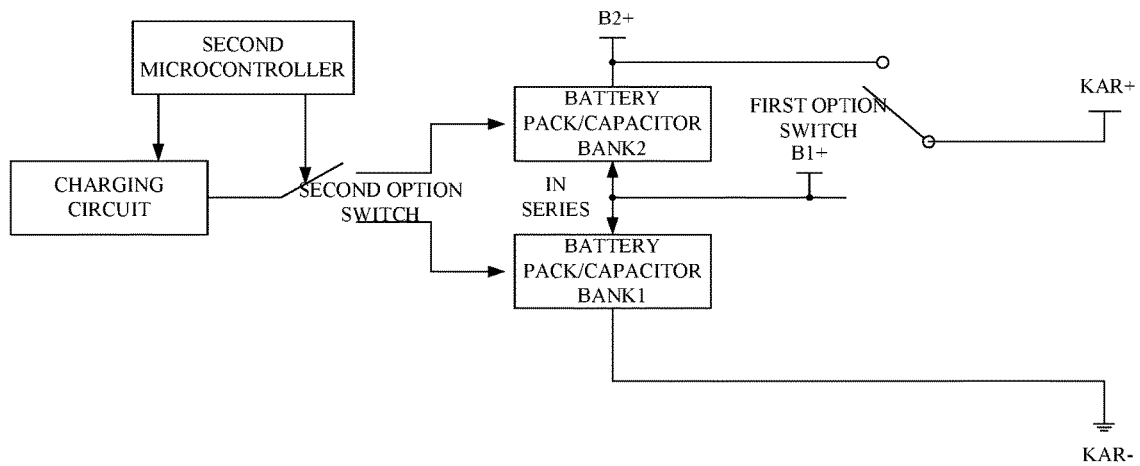 SECOND
MICROCONTROLLER
CHARGING
CIRCUIT
SECOND OPTION
SWITCH
B2+
BATTERY
PACK/CAPACITOR
BANK2
IN
SERIES
BATTERY
PACK/CAPACITOR
BANK1
FIRST OPTION
SWITCH
B1+
KAR+
KAR-